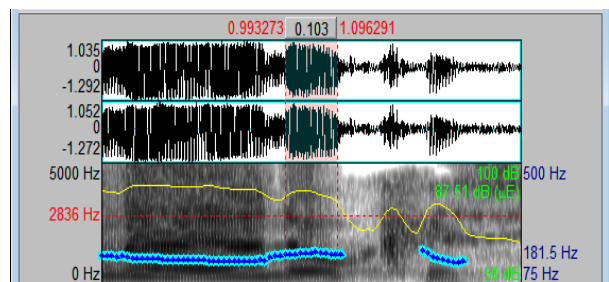 0.993273 0.103 1.096291
1.035
0
-1.292
1.052
0
-1.272
5000 Hz 100 dB 500 Hz
87.51 dB (µE)
2836 Hz
181.5 Hz
0 Hz 50 dB 75 Hz